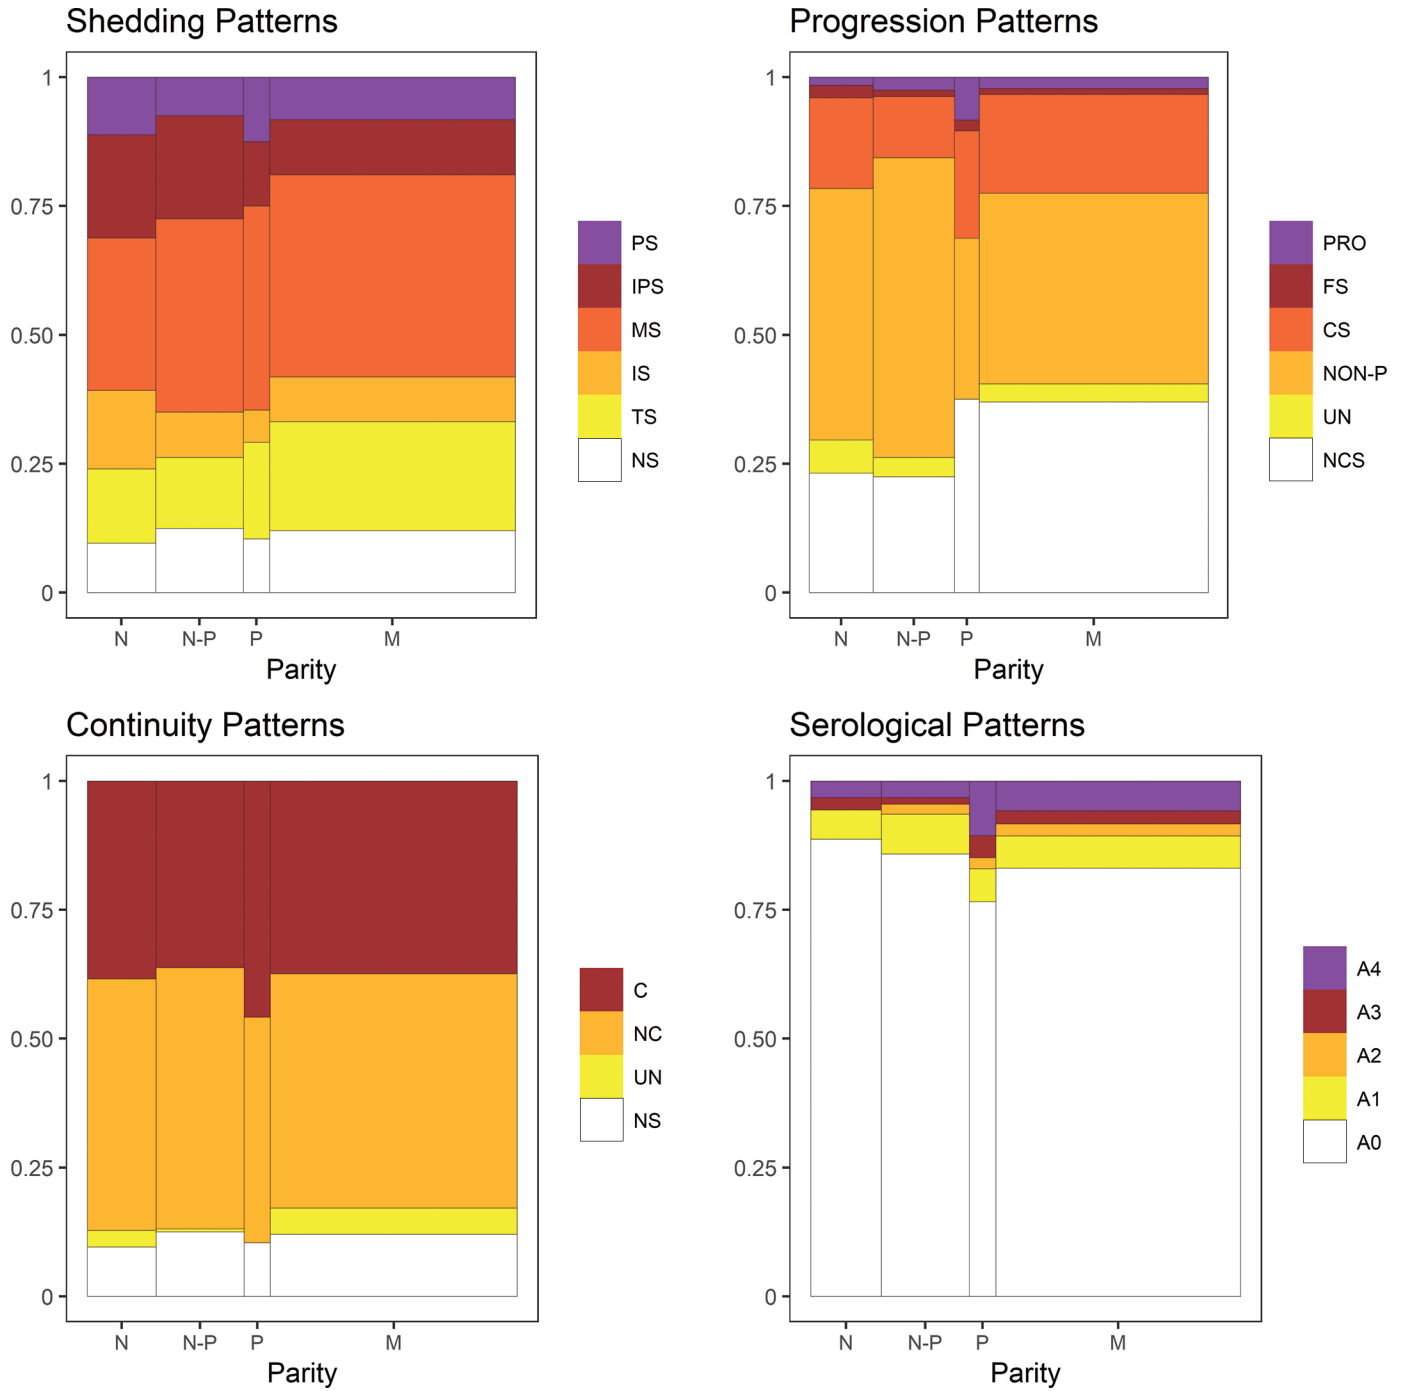 Shedding Patterns
1
0.75
0.50
0.25
0
N N-P P M
Parity
PS
IPS
MS
IS
TS
NS
Progression Patterns
1
0.75
0.50
0.25
0
N N-P P M
Parity
PRO
FS
CS
NON-P
UN
NCS
Continuity Patterns
1
0.75
0.50
0.25
0
N N-P P M
Parity
C
NC
UN
NS
Serological Patterns
1
0.75
0.50
0.25
0
N N-P P M
Parity
A4
A3
A2
A1
A0